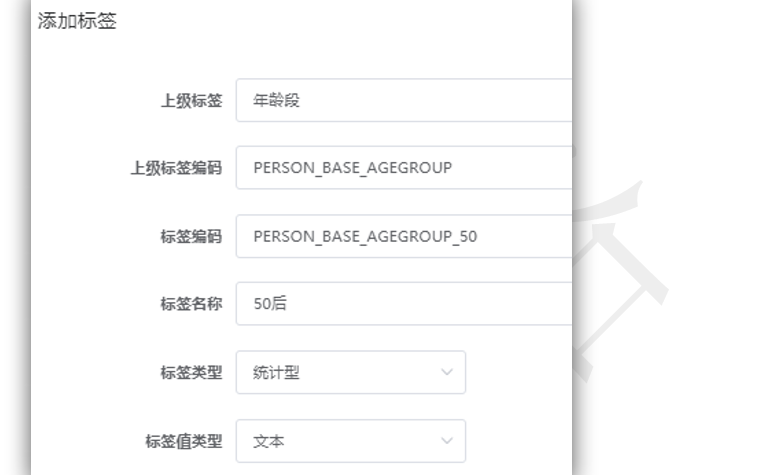 添加标签
上级标签 年龄段
上级标签编码 PERSON_BASE_AGEGROUP
标签编码 PERSON_BASE_AGEGROUP_50
标签名称 50后
标签类型 统计型
标签值类型 文本